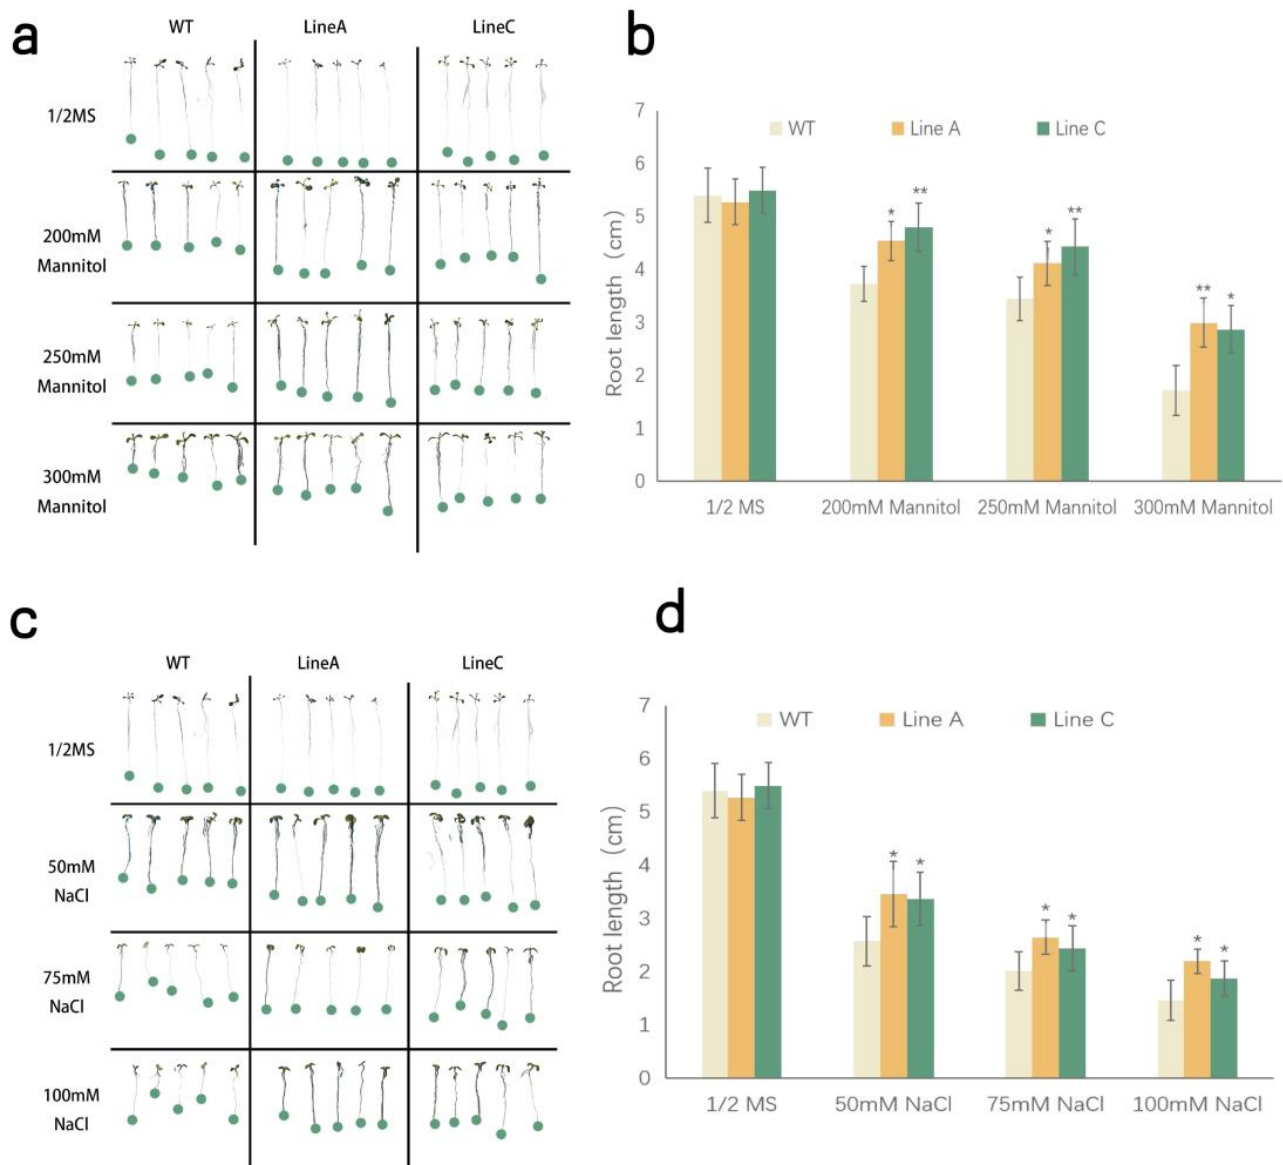 a
WT LineA LineC
1/2MS
200mM
Mannitol
250mM
Mannitol
300mM
Mannitol
b
WT Line A Line C
Root length (cm)
7
6
5
4
3
2
1
0
* **
* **
** *
1/2 MS 200mM Mannitol 250mM Mannitol 300mM Mannitol
c
WT LineA LineC
1/2MS
50mM
NaCl
75mM
NaCl
100mM
NaCl
d
WT Line A Line C
Root length (cm)
7
6
5
4
3
2
1
0
* *
* *
* *
1/2 MS 50mM NaCl 75mM NaCl 100mM NaCl